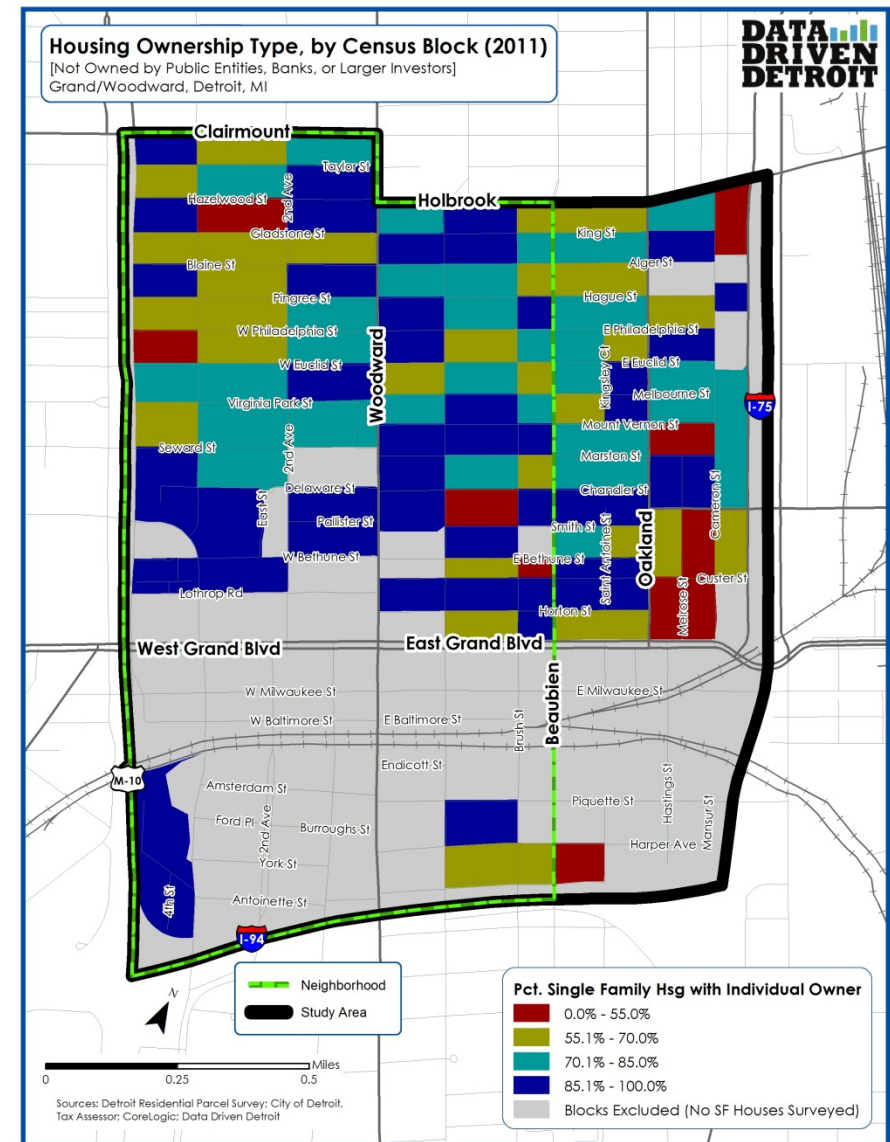 Housing Ownership Type, by Census Block (2011)
[Not Owned by Public Entities, Banks, or Larger Investors]
Grand/Woodward, Detroit, MI
DATA
DRIVEN
DETROIT
Clairmount
Taylor St
Hazelwood St
2nd Ave
Holbrook
Gladstone St
King St
Blaine St
Alger St
Pingree St
Hague St
W Philadelphia St
E Philadelphia St
Woodward
W Euclid St
Kingsley Ct
E Euclid St
Virginia Park St
Melbourne St
I-75
Mount Vernon St
Seward St
2nd Ave
Marston St
Delaware St
Chandler St
Cameron St
East St
Pallister St
Smith St
W Bethune St
E Bethune St
Saint Antoine St
Oakland
Custer St
Lothrop Rd
Horton St
Melrose St
West Grand Blvd
East Grand Blvd
W Milwaukee St
E Milwaukee St
W Baltimore St
E Baltimore St
Brush St
Beaubien
Endicott St
M-10
Amsterdam St
Piquette St
Hastings St
Mansur St
Ford Pl
2nd Ave
Burroughs St
Harper Ave
York St
4th St
Antoinette St
I-94
Neighborhood
Study Area
N
Miles
0 0.25 0.5
Sources: Detroit Residential Parcel Survey; City of Detroit,
Tax Assessor; CoreLogic; Data Driven Detroit
Pct. Single Family Hsg with Individual Owner
0.0% - 55.0%
55.1% - 70.0%
70.1% - 85.0%
85.1% - 100.0%
Blocks Excluded (No SF Houses Surveyed)